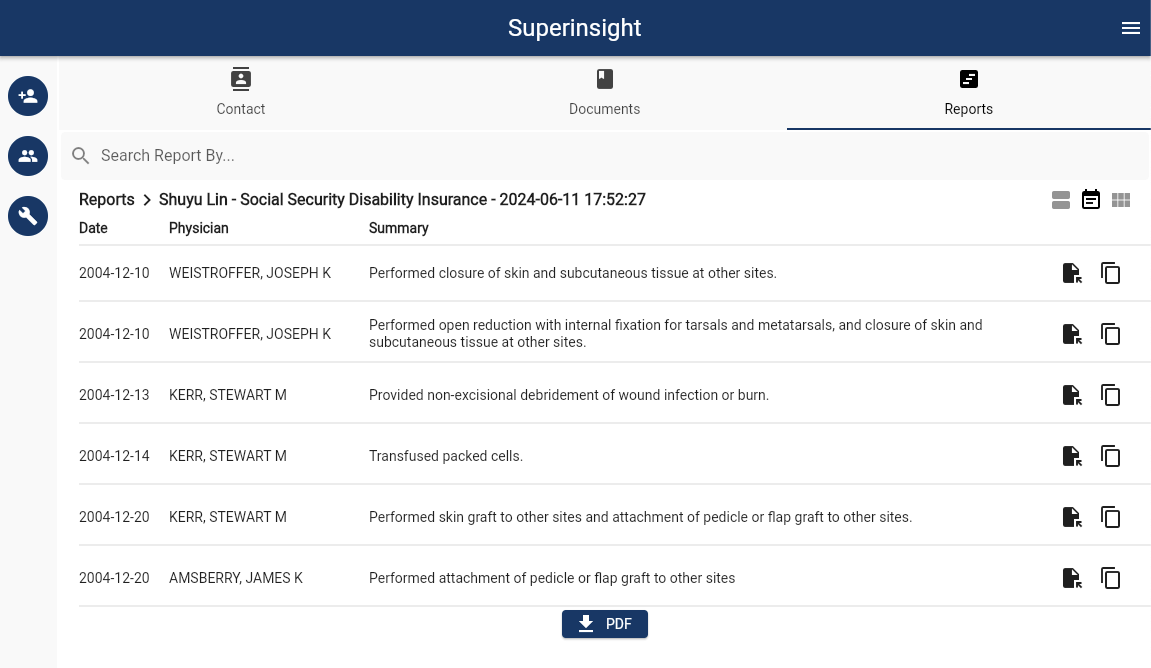 Superinsight
Contact
Documents
Reports
Search Report By...
Reports > Shuyu Lin - Social Security Disability Insurance - 2024-06-11 17:52:27
Date Physician Summary
2004-12-10 WEISTROFFER, JOSEPH K Performed closure of skin and subcutaneous tissue at other sites.
2004-12-10 WEISTROFFER, JOSEPH K Performed open reduction with internal fixation for tarsals and metatarsals, and closure of skin and
subcutaneous tissue at other sites.
2004-12-13 KERR, STEWART M Provided non-excisional debridement of wound infection or burn.
2004-12-14 KERR, STEWART M Transfused packed cells.
2004-12-20 KERR, STEWART M Performed skin graft to other sites and attachment of pedicle or flap graft to other sites.
2004-12-20 AMSBERRY, JAMES K Performed attachment of pedicle or flap graft to other sites
PDF